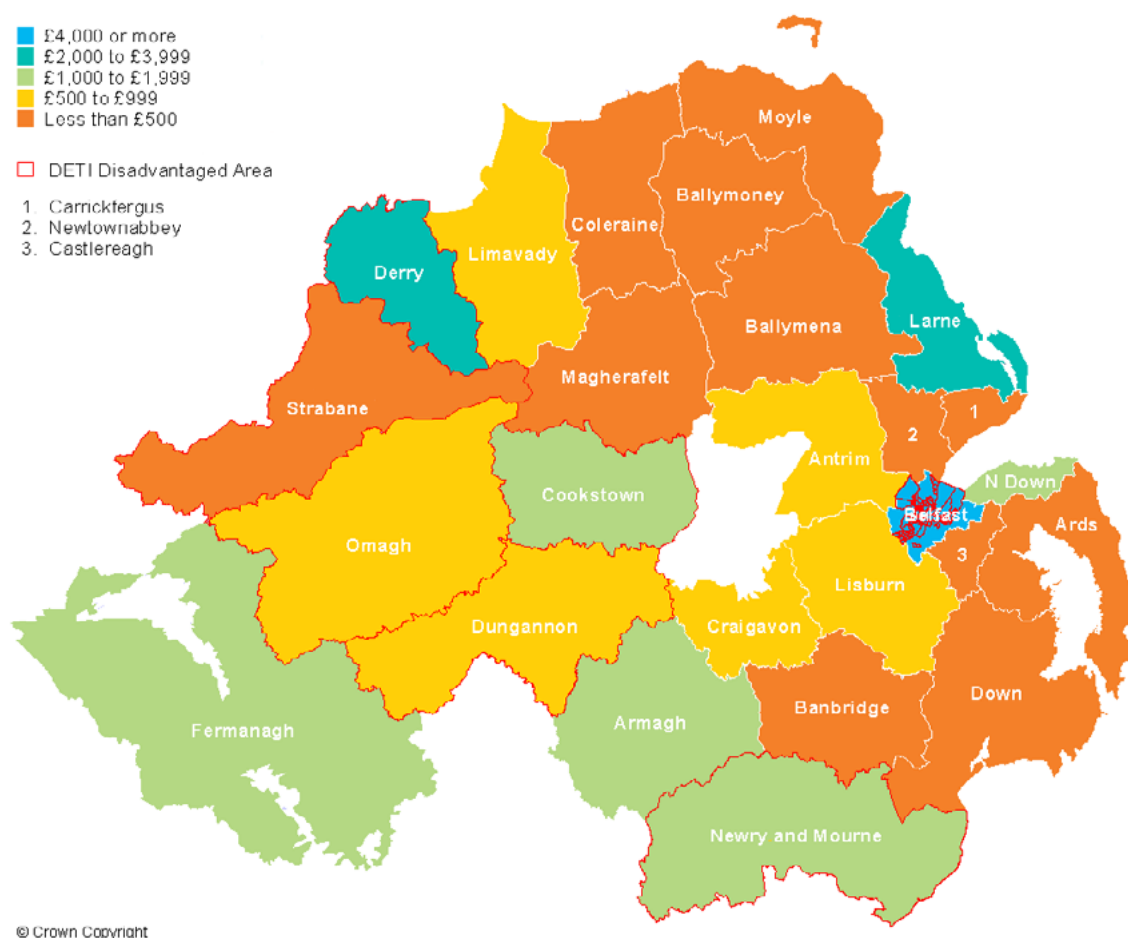 £4,000 or more
£2,000 to £3,999
£1,000 to £1,999
£500 to £999
Less than £500
DETI Disadvantaged Area
1. Carrickfergus
2. Newtownabbey
3. Castlereagh
Moyle
Ballymoney
Coleraine
Limavady
Derry
Larne
Ballymena
Magherafelt
Strabane
1
2
Antrim
N Down
Cookstown
Belfast
Ards
Omagh
3
Lisburn
Dungannon
Craigavon
Down
Banbridge
Armagh
Fermanagh
Newry and Mourne
© Crown Copyright